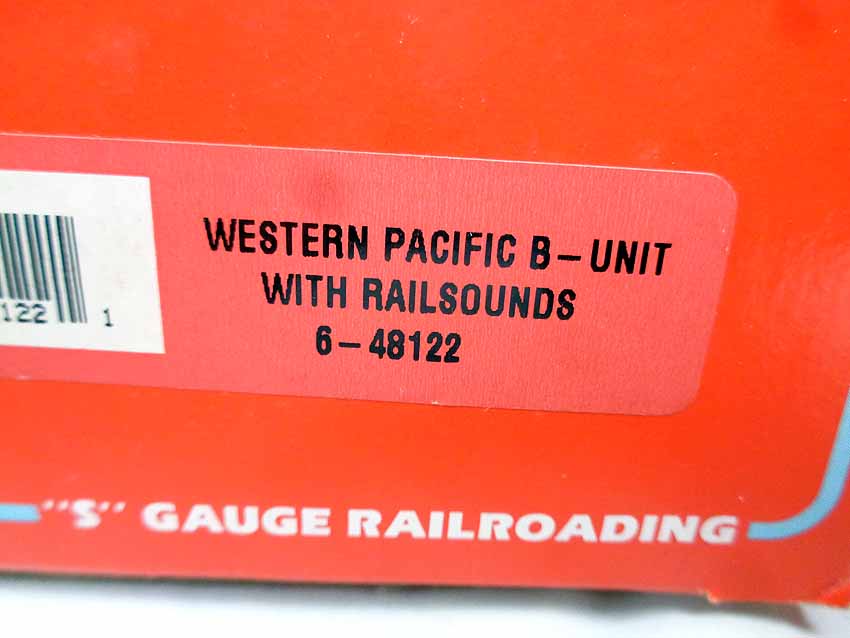 WESTERN PACIFIC B-UNIT
WITH RAILSOUNDS
6-48122
122 1
"S" GAUGE RAILROADING